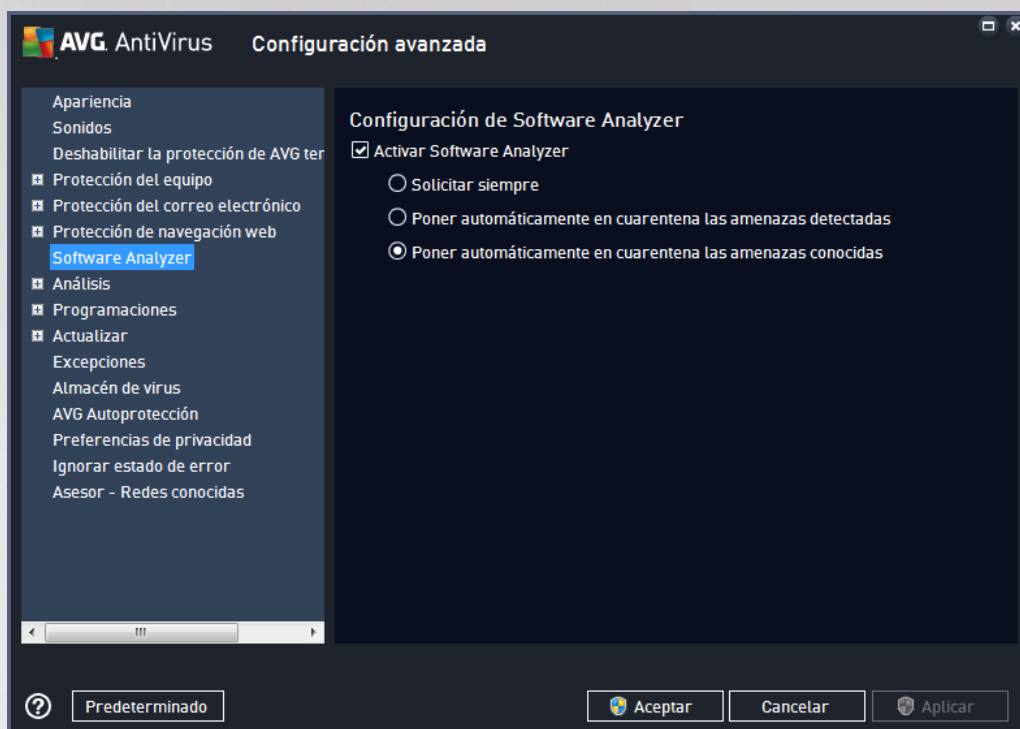 AVG. AntiVirus Configuración avanzada
Apariencia
Sonidos
Deshabilitar la protección de AVG ter
Protección del equipo
Protección del correo electrónico
Protección de navegación web
Software Analyzer
Análisis
Programaciones
Actualizar
Excepciones
Almacén de virus
AVG Autoprotección
Preferencias de privacidad
Ignorar estado de error
Asesor - Redes conocidas
Configuración de Software Analyzer
Activar Software Analyzer
Solicitar siempre
Poner automáticamente en cuarentena las amenazas detectadas
Poner automáticamente en cuarentena las amenazas conocidas
Predeterminado
Aceptar
Cancelar
Aplicar